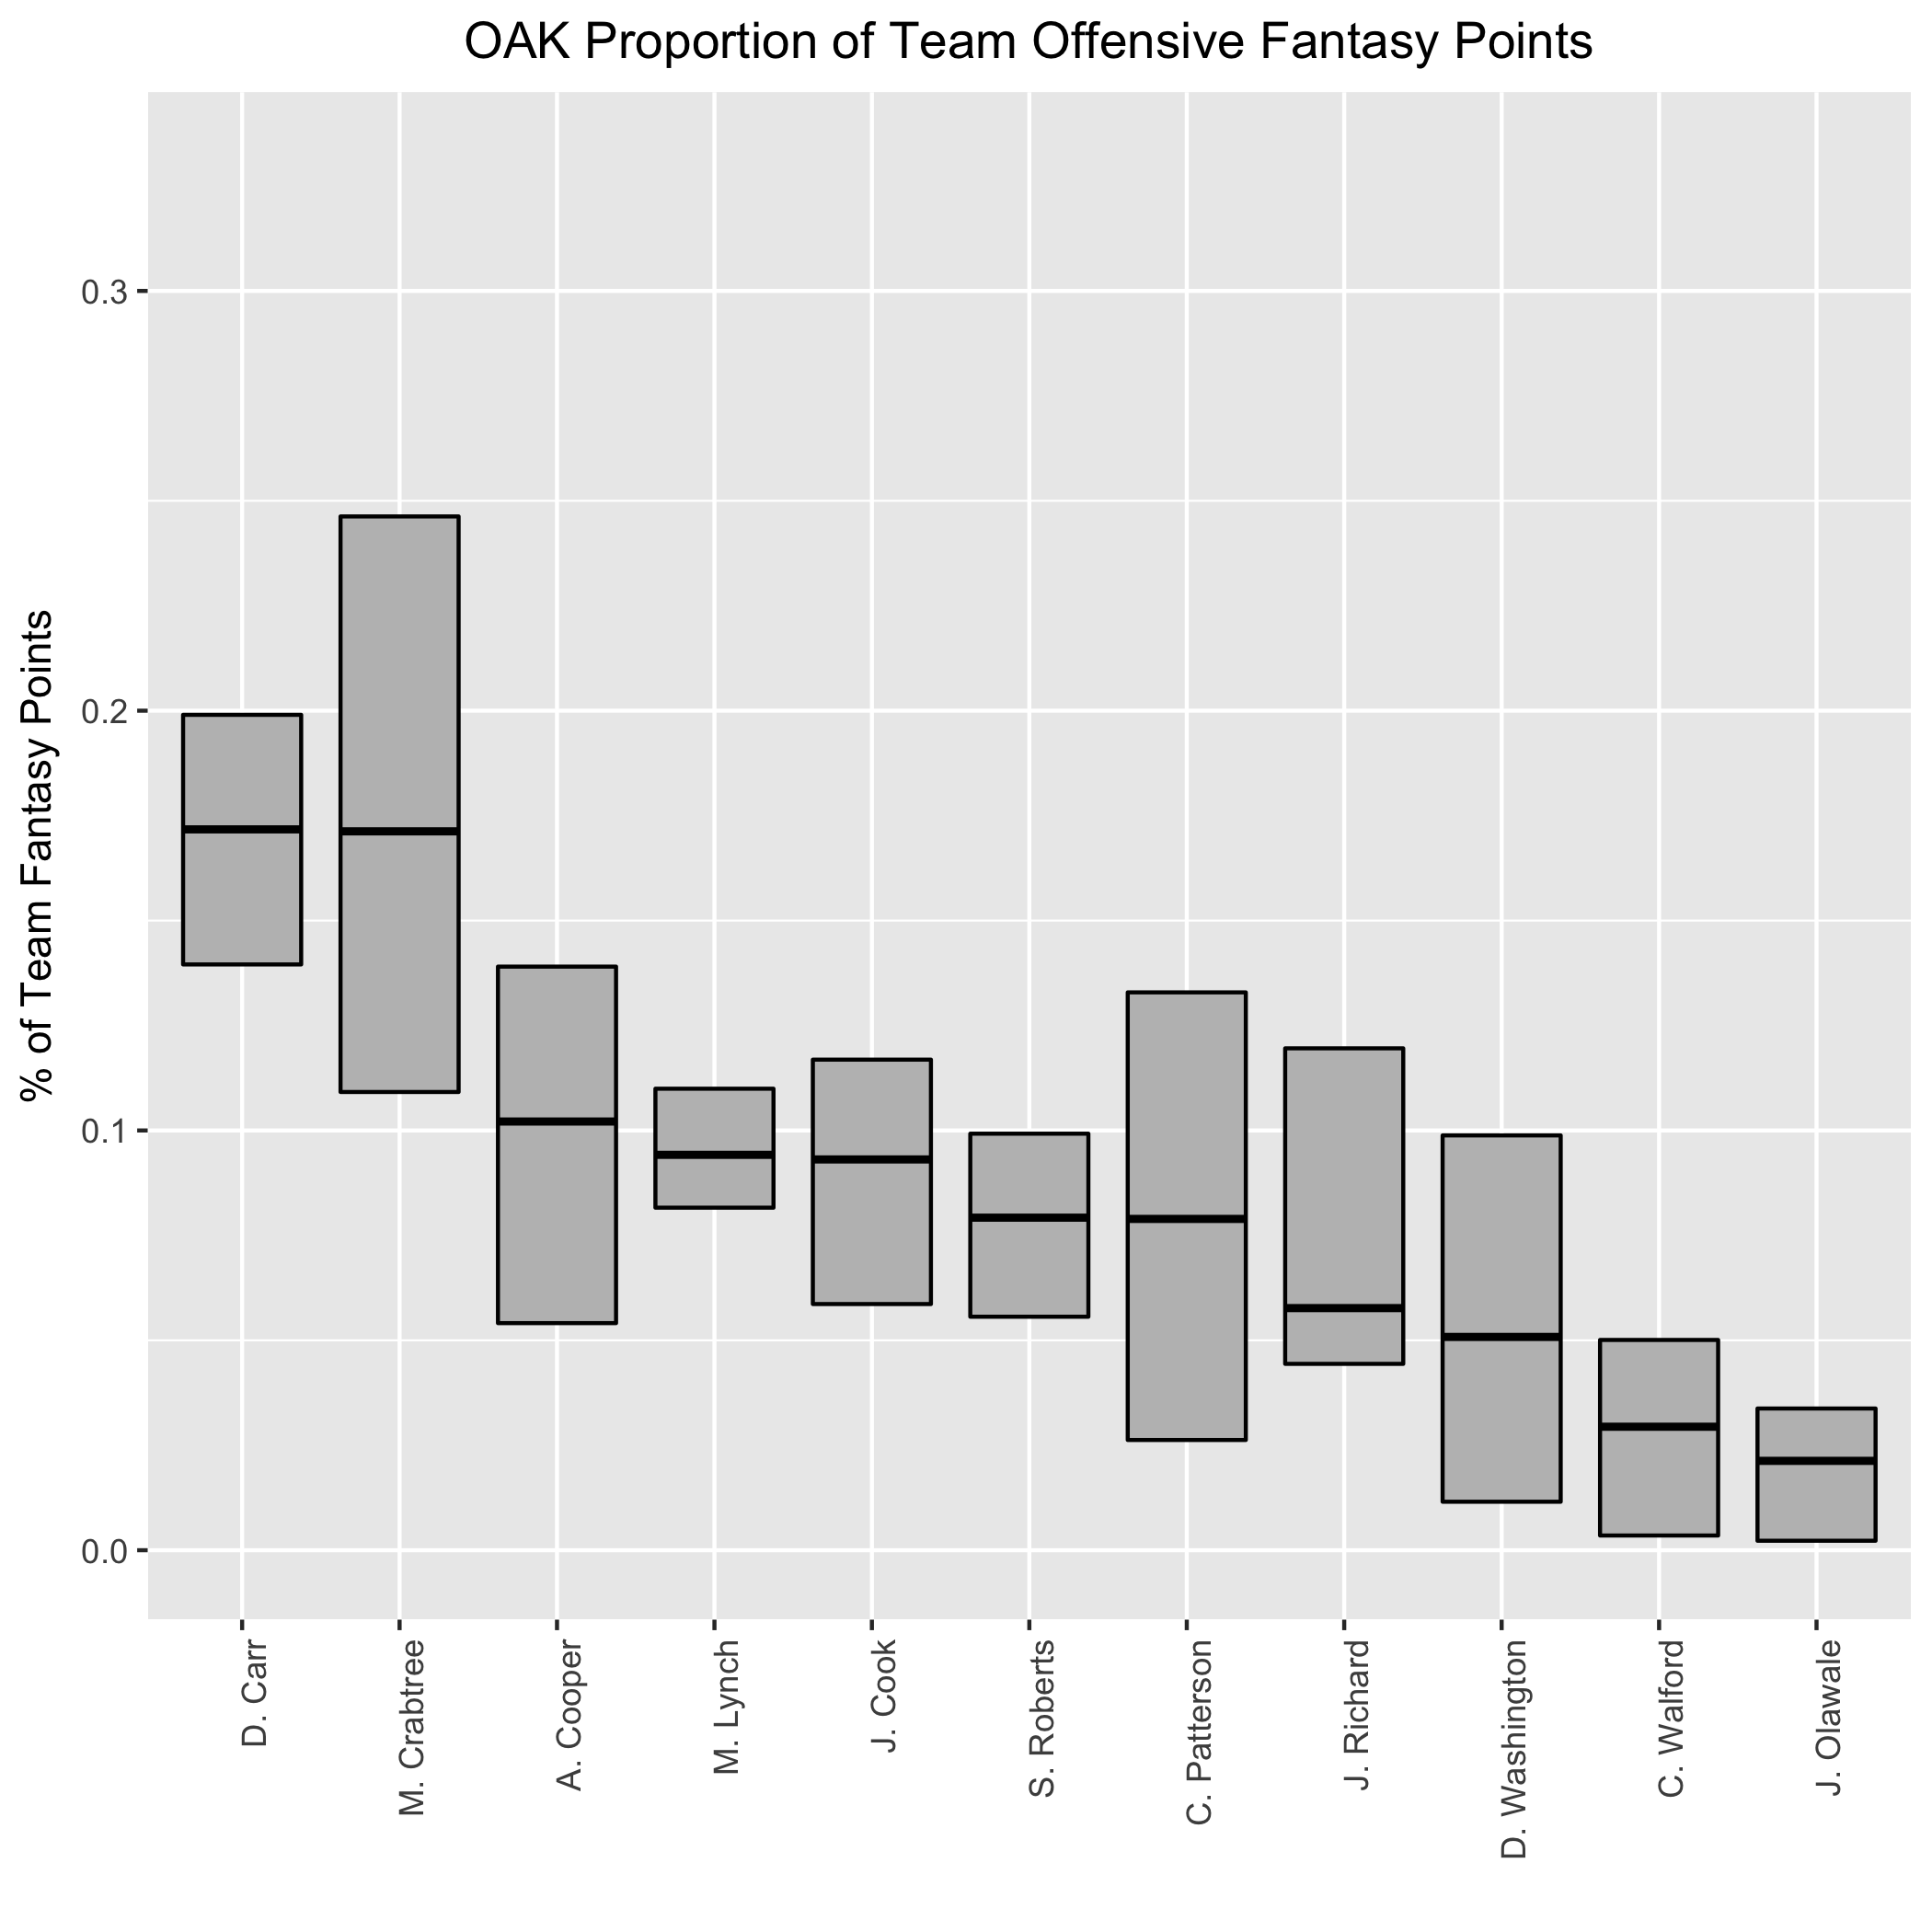 OAK Proportion of Team Offensive Fantasy Points
% of Team Fantasy Points
0.3
0.2
0.1
0.0
D. Carr
M. Crabtree
A. Cooper
M. Lynch
J. Cook
S. Roberts
C. Patterson
J. Richard
D. Washington
C. Walford
J. Olawale